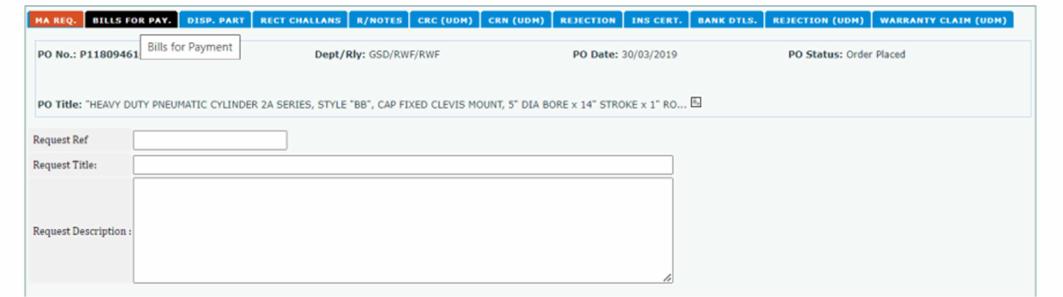 MA REQ. BILLS FOR PAY. DISP. PART RECT CHALLANS R/NOTES CRC (UDM) CRN (UDM) REJECTION INS CERT. BANK DTLS. REJECTION (UDM) WARRANTY CLAIM (UDM)
Bills for Payment
PO No.: P11809461 Dept/Rly: GSD/RWF/RWF PO Date: 30/03/2019 PO Status: Order Placed
PO Title: "HEAVY DUTY PNEUMATIC CYLINDER 2A SERIES, STYLE "BB", CAP FIXED CLEVIS MOUNT, 5" DIA BORE x 14" STROKE x 1" RO...
Request Ref
Request Title:
Request Description :